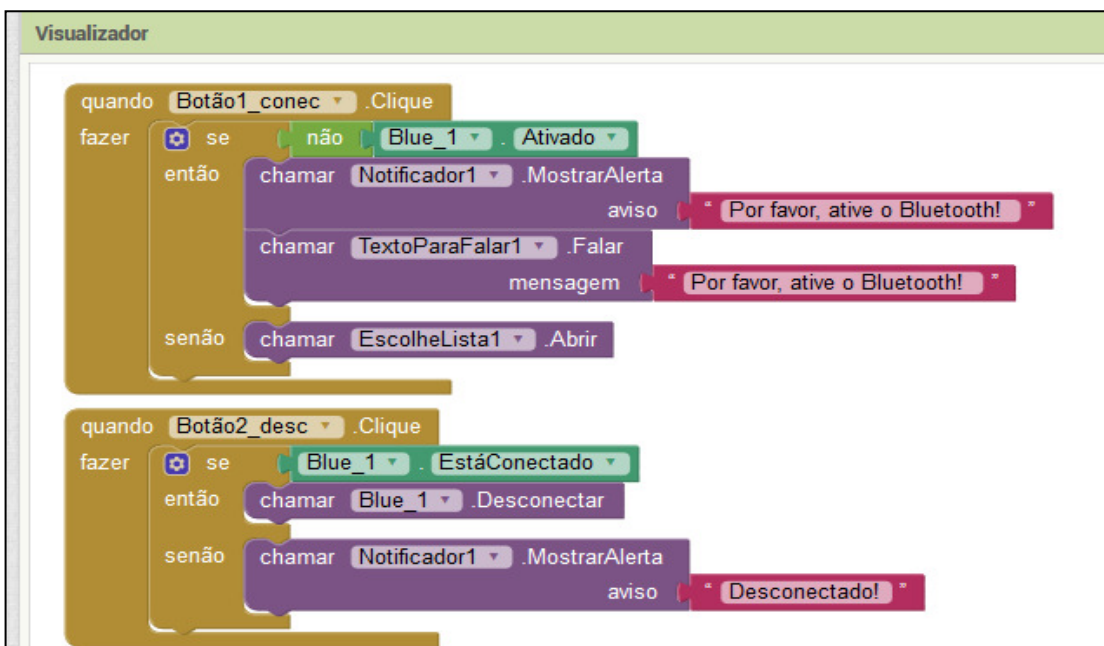 Visualizador
quando Botão1_conec .Clique
fazer se não Blue_1 . Ativado
então chamar Notificador1 .MostrarAlerta
aviso “ Por favor, ative o Bluetooth! ”
chamar TextoParaFalar1 .Falar
mensagem “ Por favor, ative o Bluetooth! ”
senão chamar EscolheLista1 .Abrir
quando Botão2_desc .Clique
fazer se Blue_1 . EstáConectado
então chamar Blue_1 .Desconectar
senão chamar Notificador1 .MostrarAlerta
aviso “ Desconectado! ”